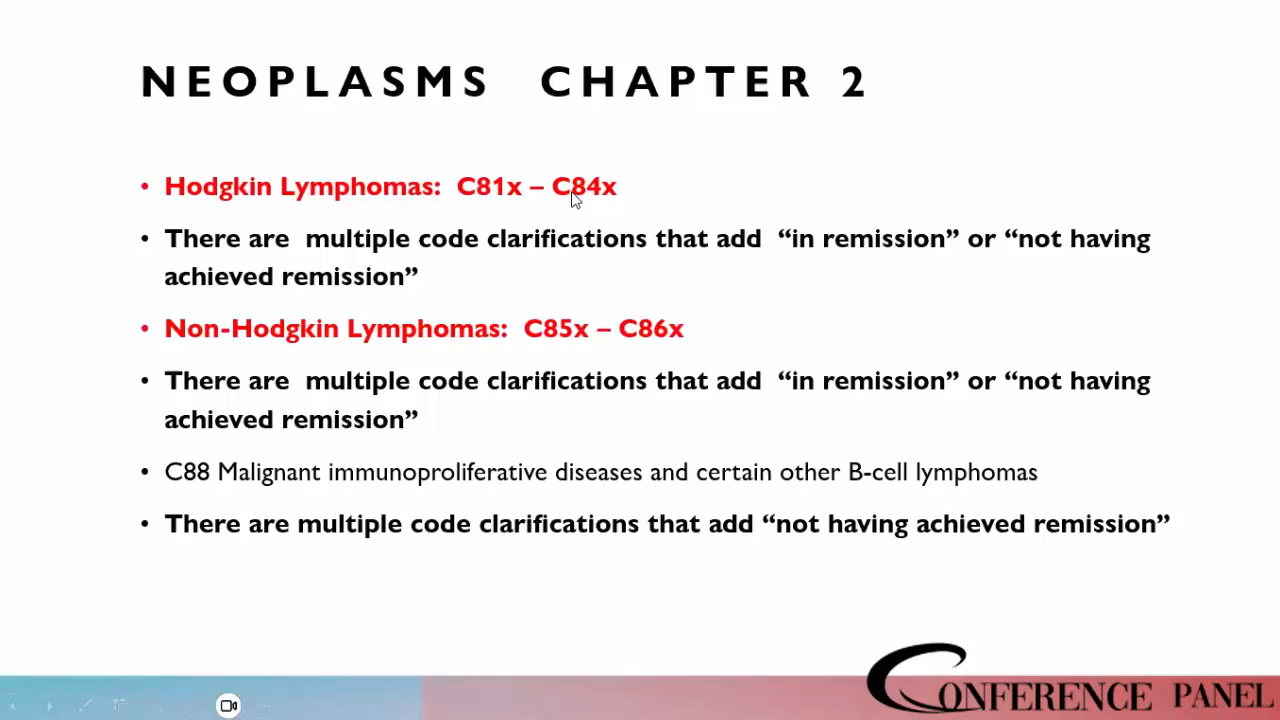 NEOPLASMS CHAPTER 2
• Hodgkin Lymphomas: C81x – C84x
• There are multiple code clarifications that add “in remission” or “not having
achieved remission”
• Non-Hodgkin Lymphomas: C85x – C86x
• There are multiple code clarifications that add “in remission” or “not having
achieved remission”
• C88 Malignant immunoproliferative diseases and certain other B-cell lymphomas
• There are multiple code clarifications that add “not having achieved remission”
CONFERENCE PANEL